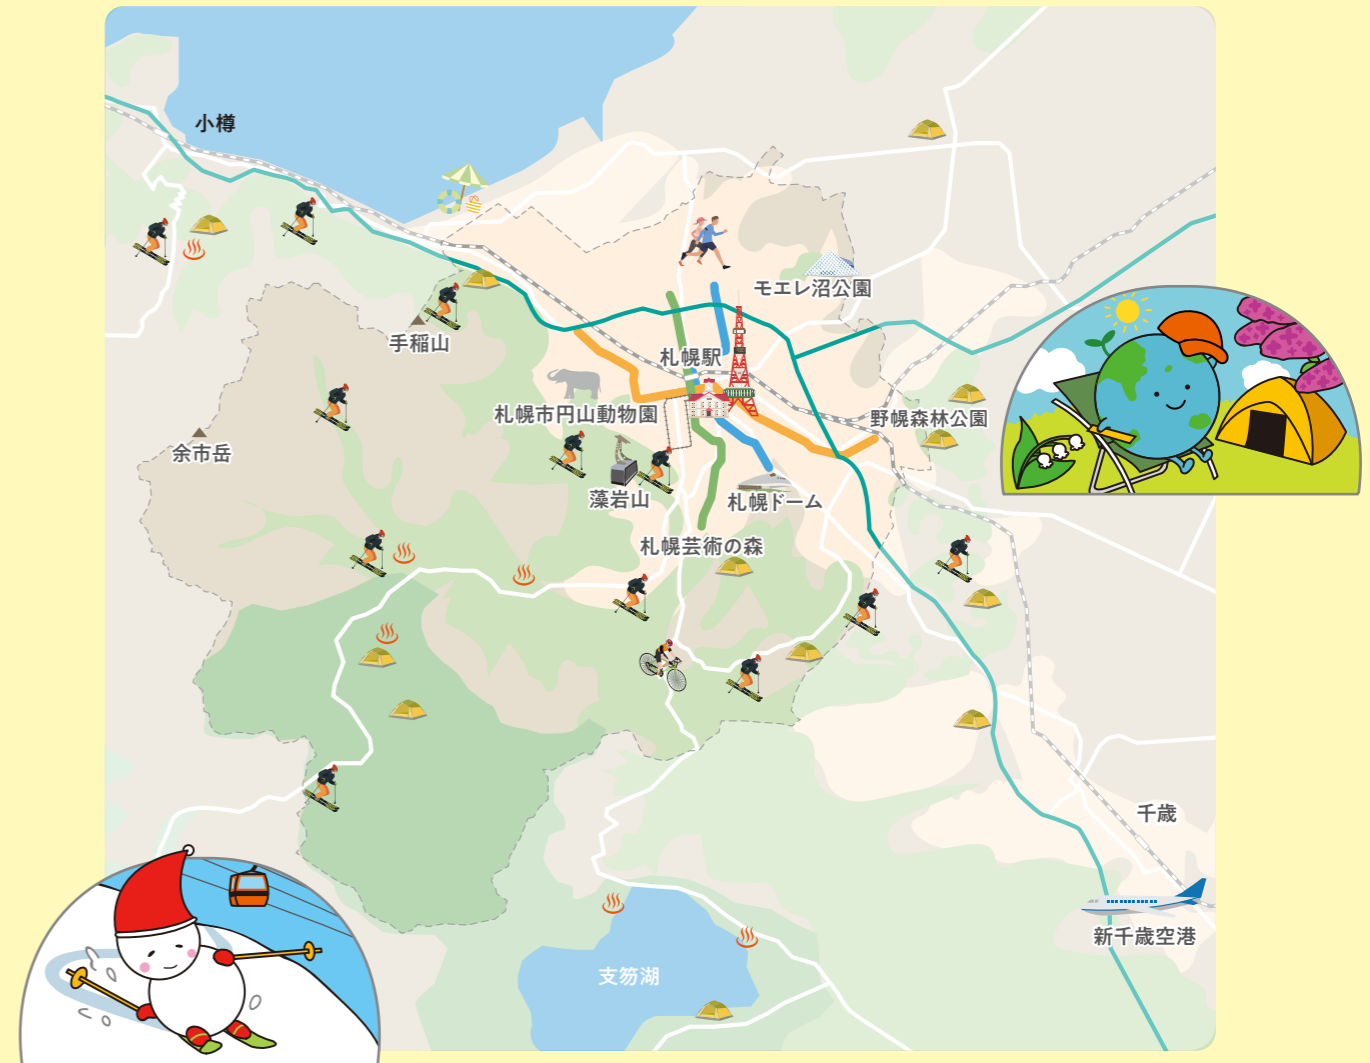 小樽
モエレ沼公園
手稲山
札幌駅
札幌市円山動物園
野幌森林公園
余市岳
藻岩山
札幌ドーム
札幌芸術の森
千歳
新千歳空港
支笏湖